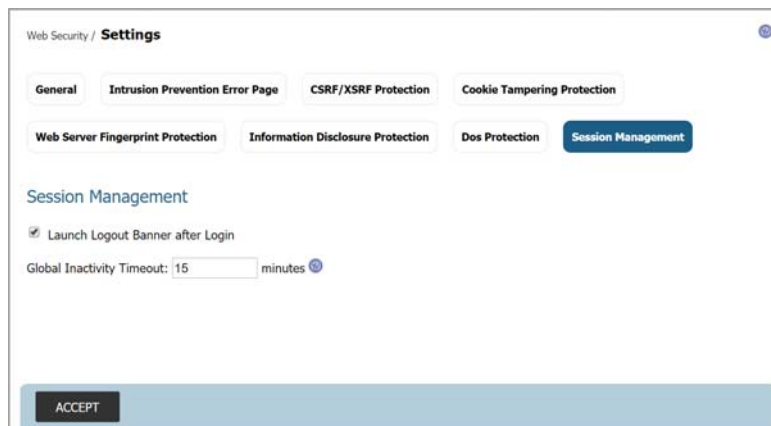 Web Security / Settings
General Intrusion Prevention Error Page CSRF/XSRF Protection Cookie Tampering Protection
Web Server Fingerprint Protection Information Disclosure Protection Dos Protection Session Management
Session Management
Launch Logout Banner after Login
Global Inactivity Timeout: 15 minutes
ACCEPT